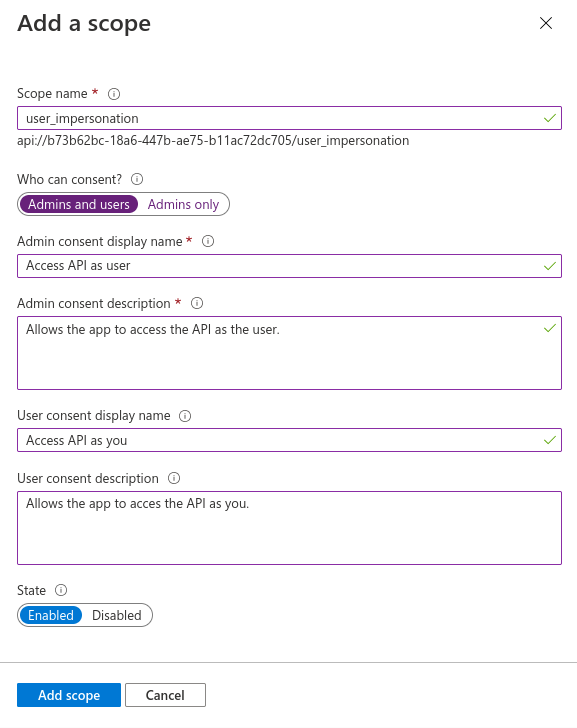 Add a scope
Scope name *
user_impersonation
api://b73b62bc-18a6-447b-ae75-b11ac72dc705/user_impersonation
Who can consent?
Admins and users Admins only
Admin consent display name *
Access API as user
Admin consent description *
Allows the app to access the API as the user.
User consent display name
Access API as you
User consent description
Allows the app to acces the API as you.
State
Enabled Disabled
Add scope Cancel